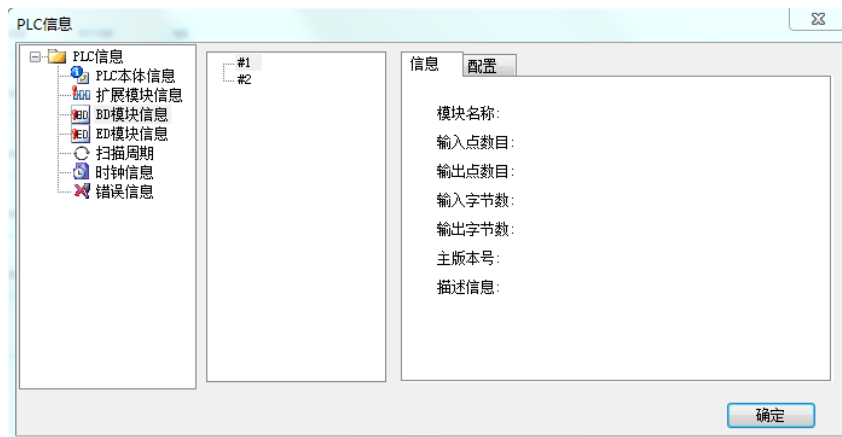 PLC信息
PLC信息
PLC本体信息
扩展模块信息
BD模块信息
ED模块信息
扫描周期
时钟信息
错误信息
#1
#2
信息 配置
模块名称:
输入点数目:
输出点数目:
输入字节数:
输出字节数:
主版本号:
描述信息:
确定